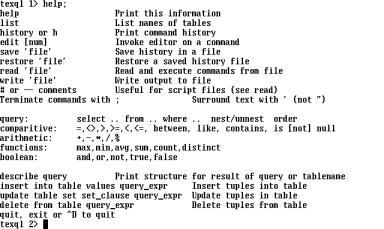 texql 1> help;
help Print this information
list List names of tables
history or h Print command history
edit [num] Invoke editor on a command
save 'file' Save history in a file
restore 'file' Restore a saved history file
read 'file' Read and execute commands from file
write 'file' Write output to file
# or -- comments Useful for script files (see read)
Terminate commands with ; Surround text with ' (not ")
query: select .. from .. where .. nest/unnest order
comparitive: =,<>,>,>=,<,<=, between, like, contains, is [not] null
arithmetic: +,-,*,/,%
functions: max,min,avg,sum,count,distinct
boolean: and,or,not,true,false
describe query Print structure for result of query or tablename
insert into table values query_expr Insert tuples into table
update table set set_clause query_expr Update tuples in table
delete from table query_expr Delete tuples from table
quit, exit or ^D to quit
texql 2>